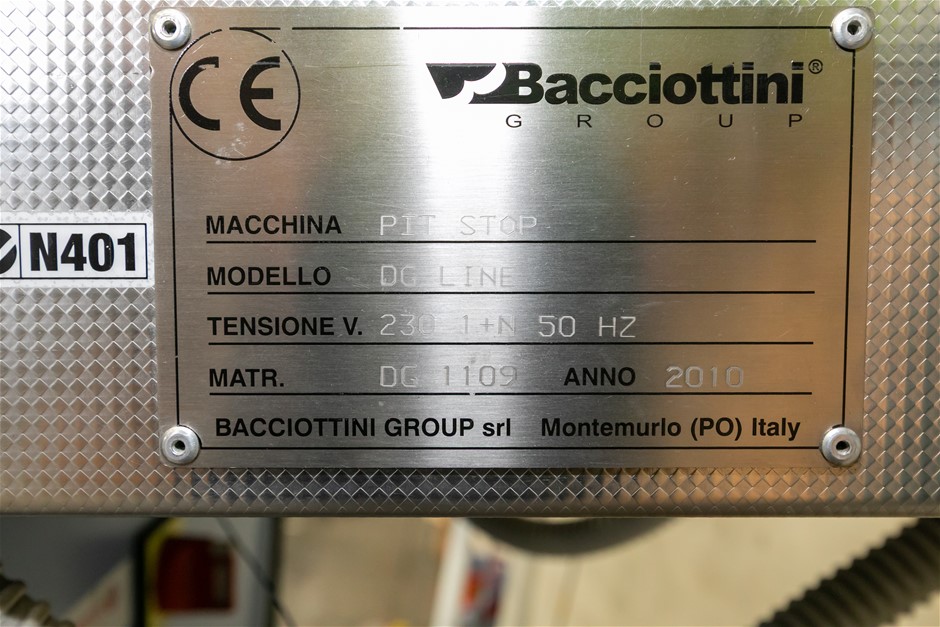 CE
Bacciottini®
GROUP
MACCHINA PIT STOP
N401
MODELLO DG LINE
TENSIONE V. 230 1+N 50 HZ
MATR. DG 1109 ANNO 2010
BACCIOTTINI GROUP srl Montemurlo (PO) Italy